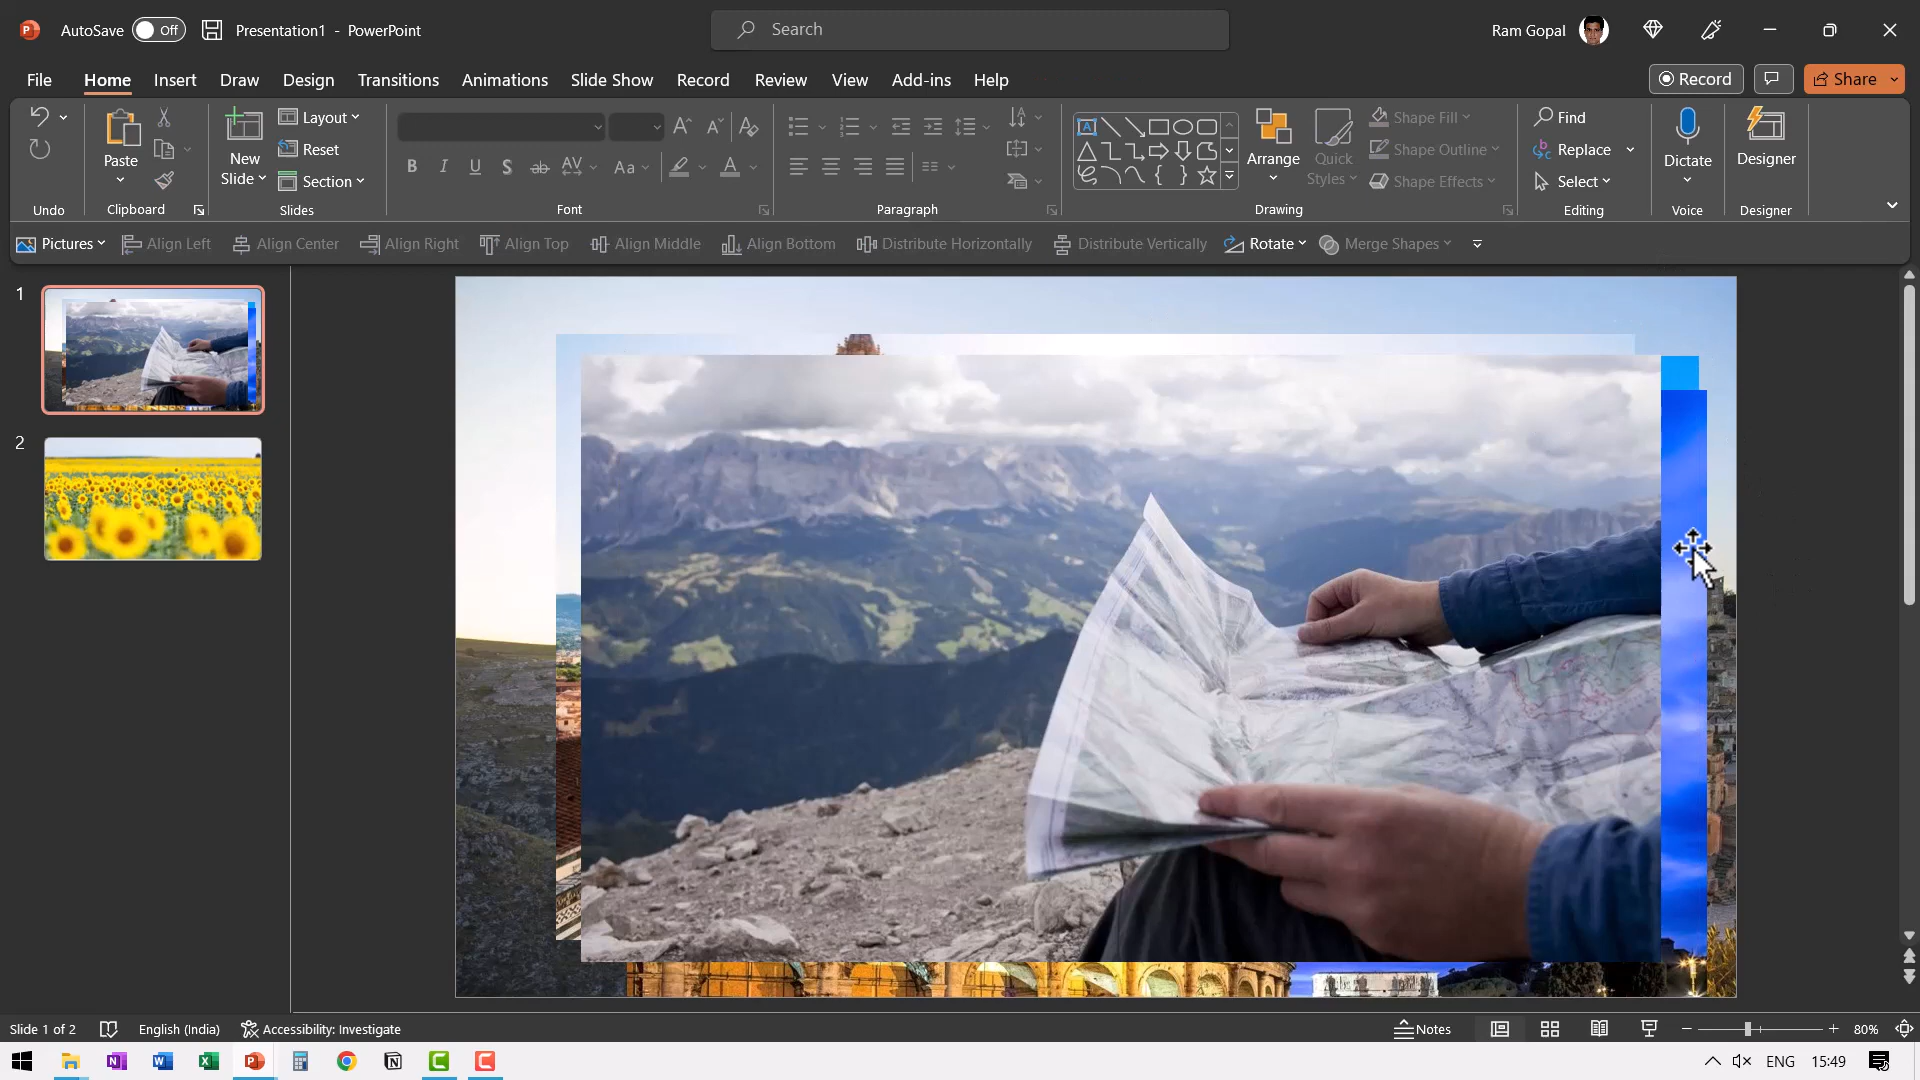 AutoSave Off Presentation1 - PowerPoint Search Ram Gopal
File Home Insert Draw Design Transitions Animations Slide Show Record Review View Add-ins Help Record Share
Paste
New Slide
Layout
Reset
Section
B I U S ab AV Aa A
Arrange
Quick Styles
Shape Fill
Shape Outline
Shape Effects
Find
Replace
Select
Dictate
Designer
Undo Clipboard Slides Font Paragraph Drawing Editing Voice Designer
Pictures Align Left Align Center Align Right Align Top Align Middle Align Bottom Distribute Horizontally Distribute Vertically Rotate Merge Shapes
1
2
Slide 1 of 2 English (India) Accessibility: Investigate Notes 80%
ENG 15:49